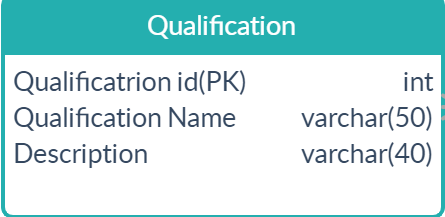 Qualification
Qualificatrion id(PK) int
Qualification Name varchar(50)
Description varchar(40)